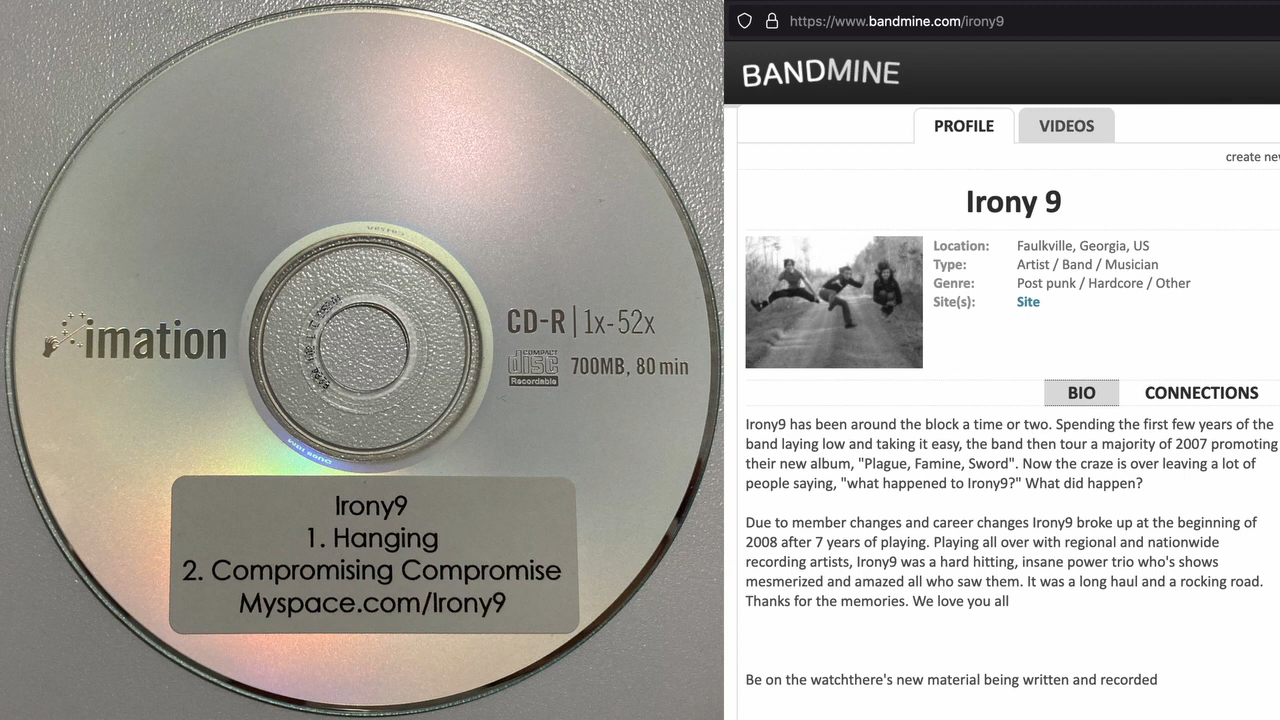 imation
CD-R | 1x-52x
COMPACT
disc
Recordable
700MB, 80 min
Irony9
1. Hanging
2. Compromising Compromise
Myspace.com/Irony9
https://www.bandmine.com/irony9
BANDMINE
PROFILE
VIDEOS
create new
Irony 9
Location: Faulkville, Georgia, US
Type: Artist / Band / Musician
Genre: Post punk / Hardcore / Other
Site(s): Site
BIO
CONNECTIONS
Irony9 has been around the block a time or two. Spending the first few years of the
band laying low and taking it easy, the band then tour a majority of 2007 promoting
their new album, "Plague, Famine, Sword". Now the craze is over leaving a lot of
people saying, "what happened to Irony9?" What did happen?
Due to member changes and career changes Irony9 broke up at the beginning of
2008 after 7 years of playing. Playing all over with regional and nationwide
recording artists, Irony9 was a hard hitting, insane power trio who's shows
mesmerized and amazed all who saw them. It was a long haul and a rocking road.
Thanks for the memories. We love you all
Be on the watchthere's new material being written and recorded